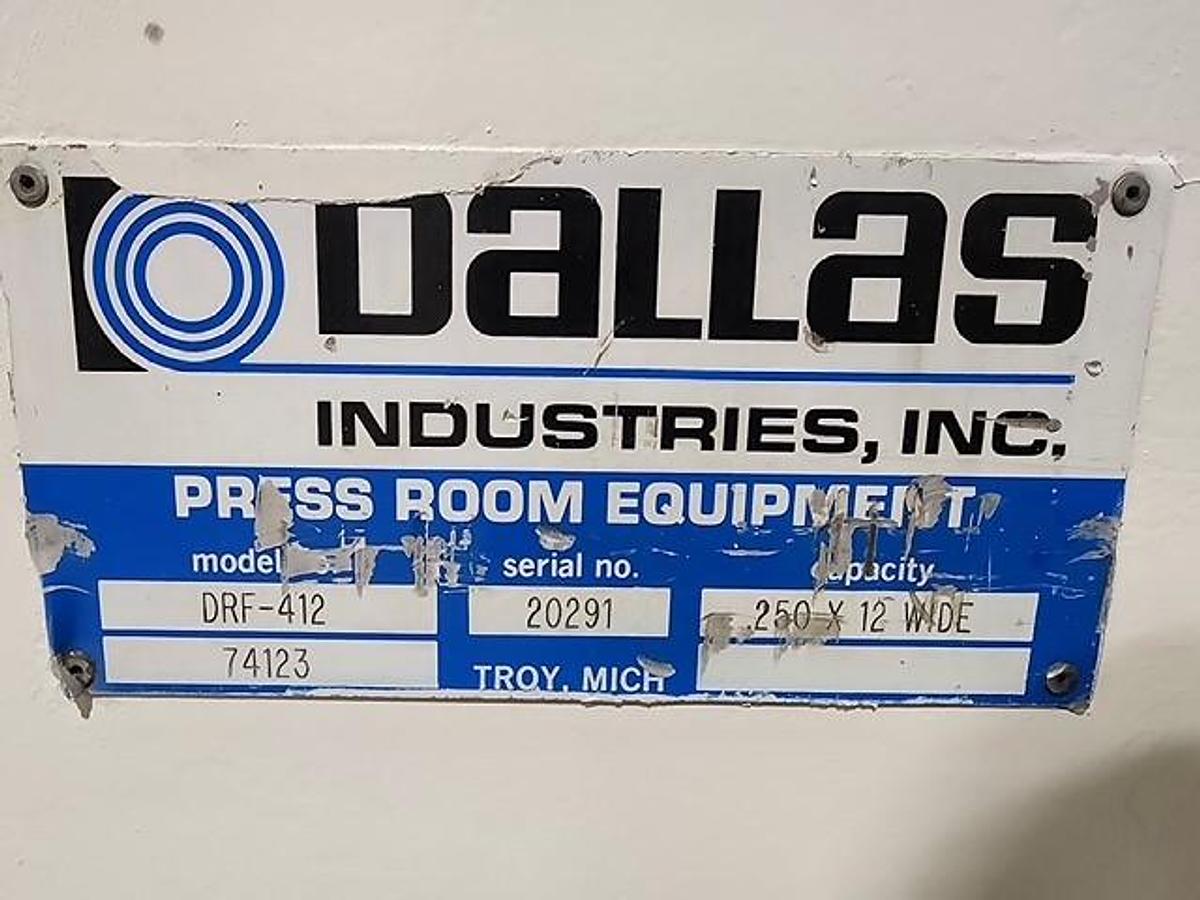 DaLLas
INDUSTRIES, INC.
PRESS ROOM EQUIPMENT
model no. serial no. capacity
DRF-412 20291 .250 X 12 WIDE
74123 TROY, MICH